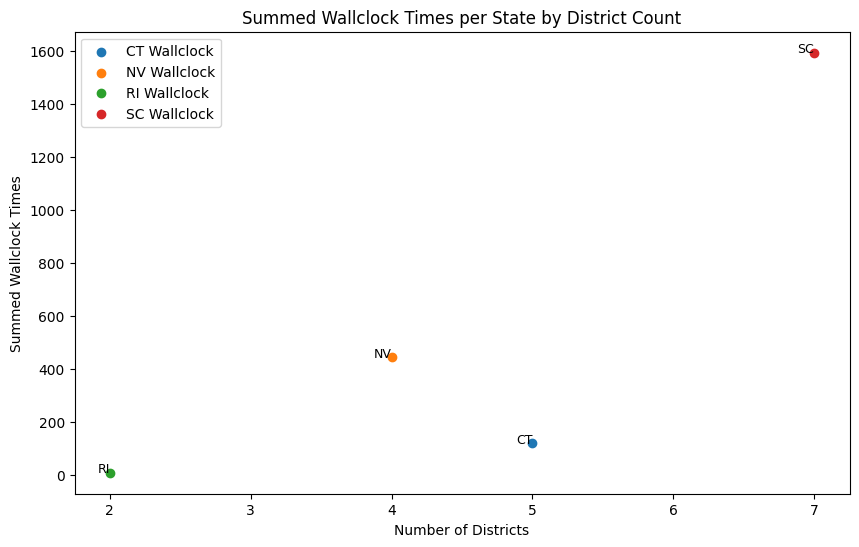 Summed Wallclock Times per State by District Count
CT Wallclock
NV Wallclock
RI Wallclock
SC Wallclock
SC
NV
CT
RI
1600
1400
1200
1000
800
600
400
200
0
Summed Wallclock Times
2 3 4 5 6 7
Number of Districts